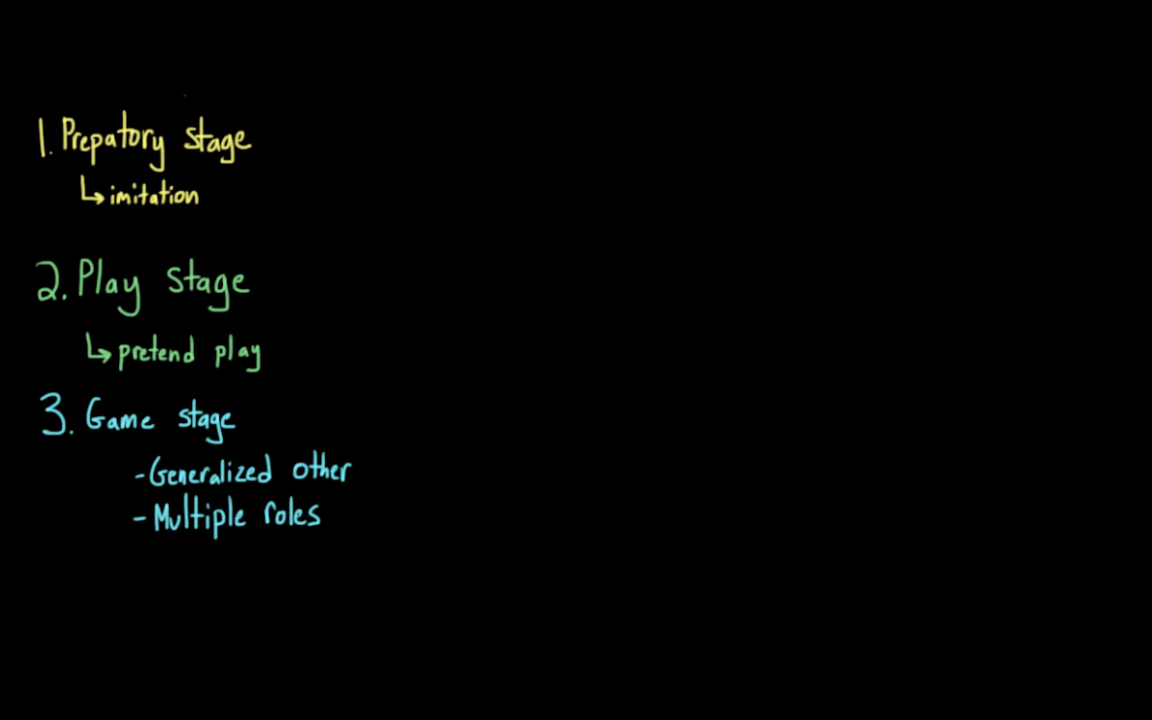 1. Prepatory stage
↳ imitation
2. Play stage
↳ pretend play
3. Game stage
- Generalized other
- Multiple roles